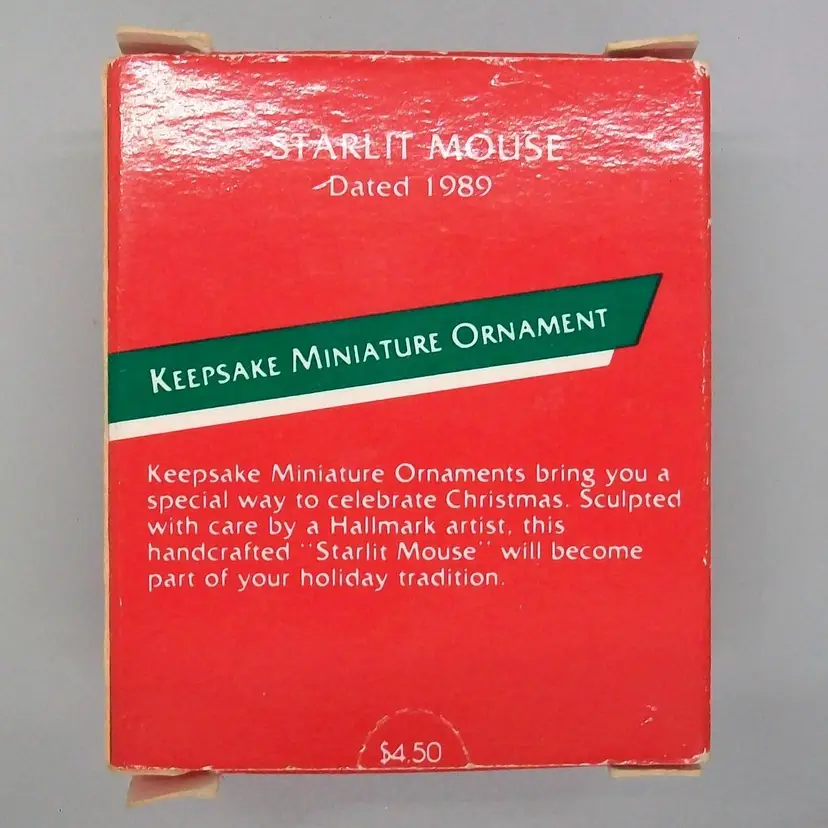 STARLIT MOUSE
Dated 1989
KEEPSAKE MINIATURE ORNAMENT
Keepsake Miniature Ornaments bring you a
special way to celebrate Christmas. Sculpted
with care by a Hallmark artist, this
handcrafted "Starlit Mouse" will become
part of your holiday tradition.
$4.50